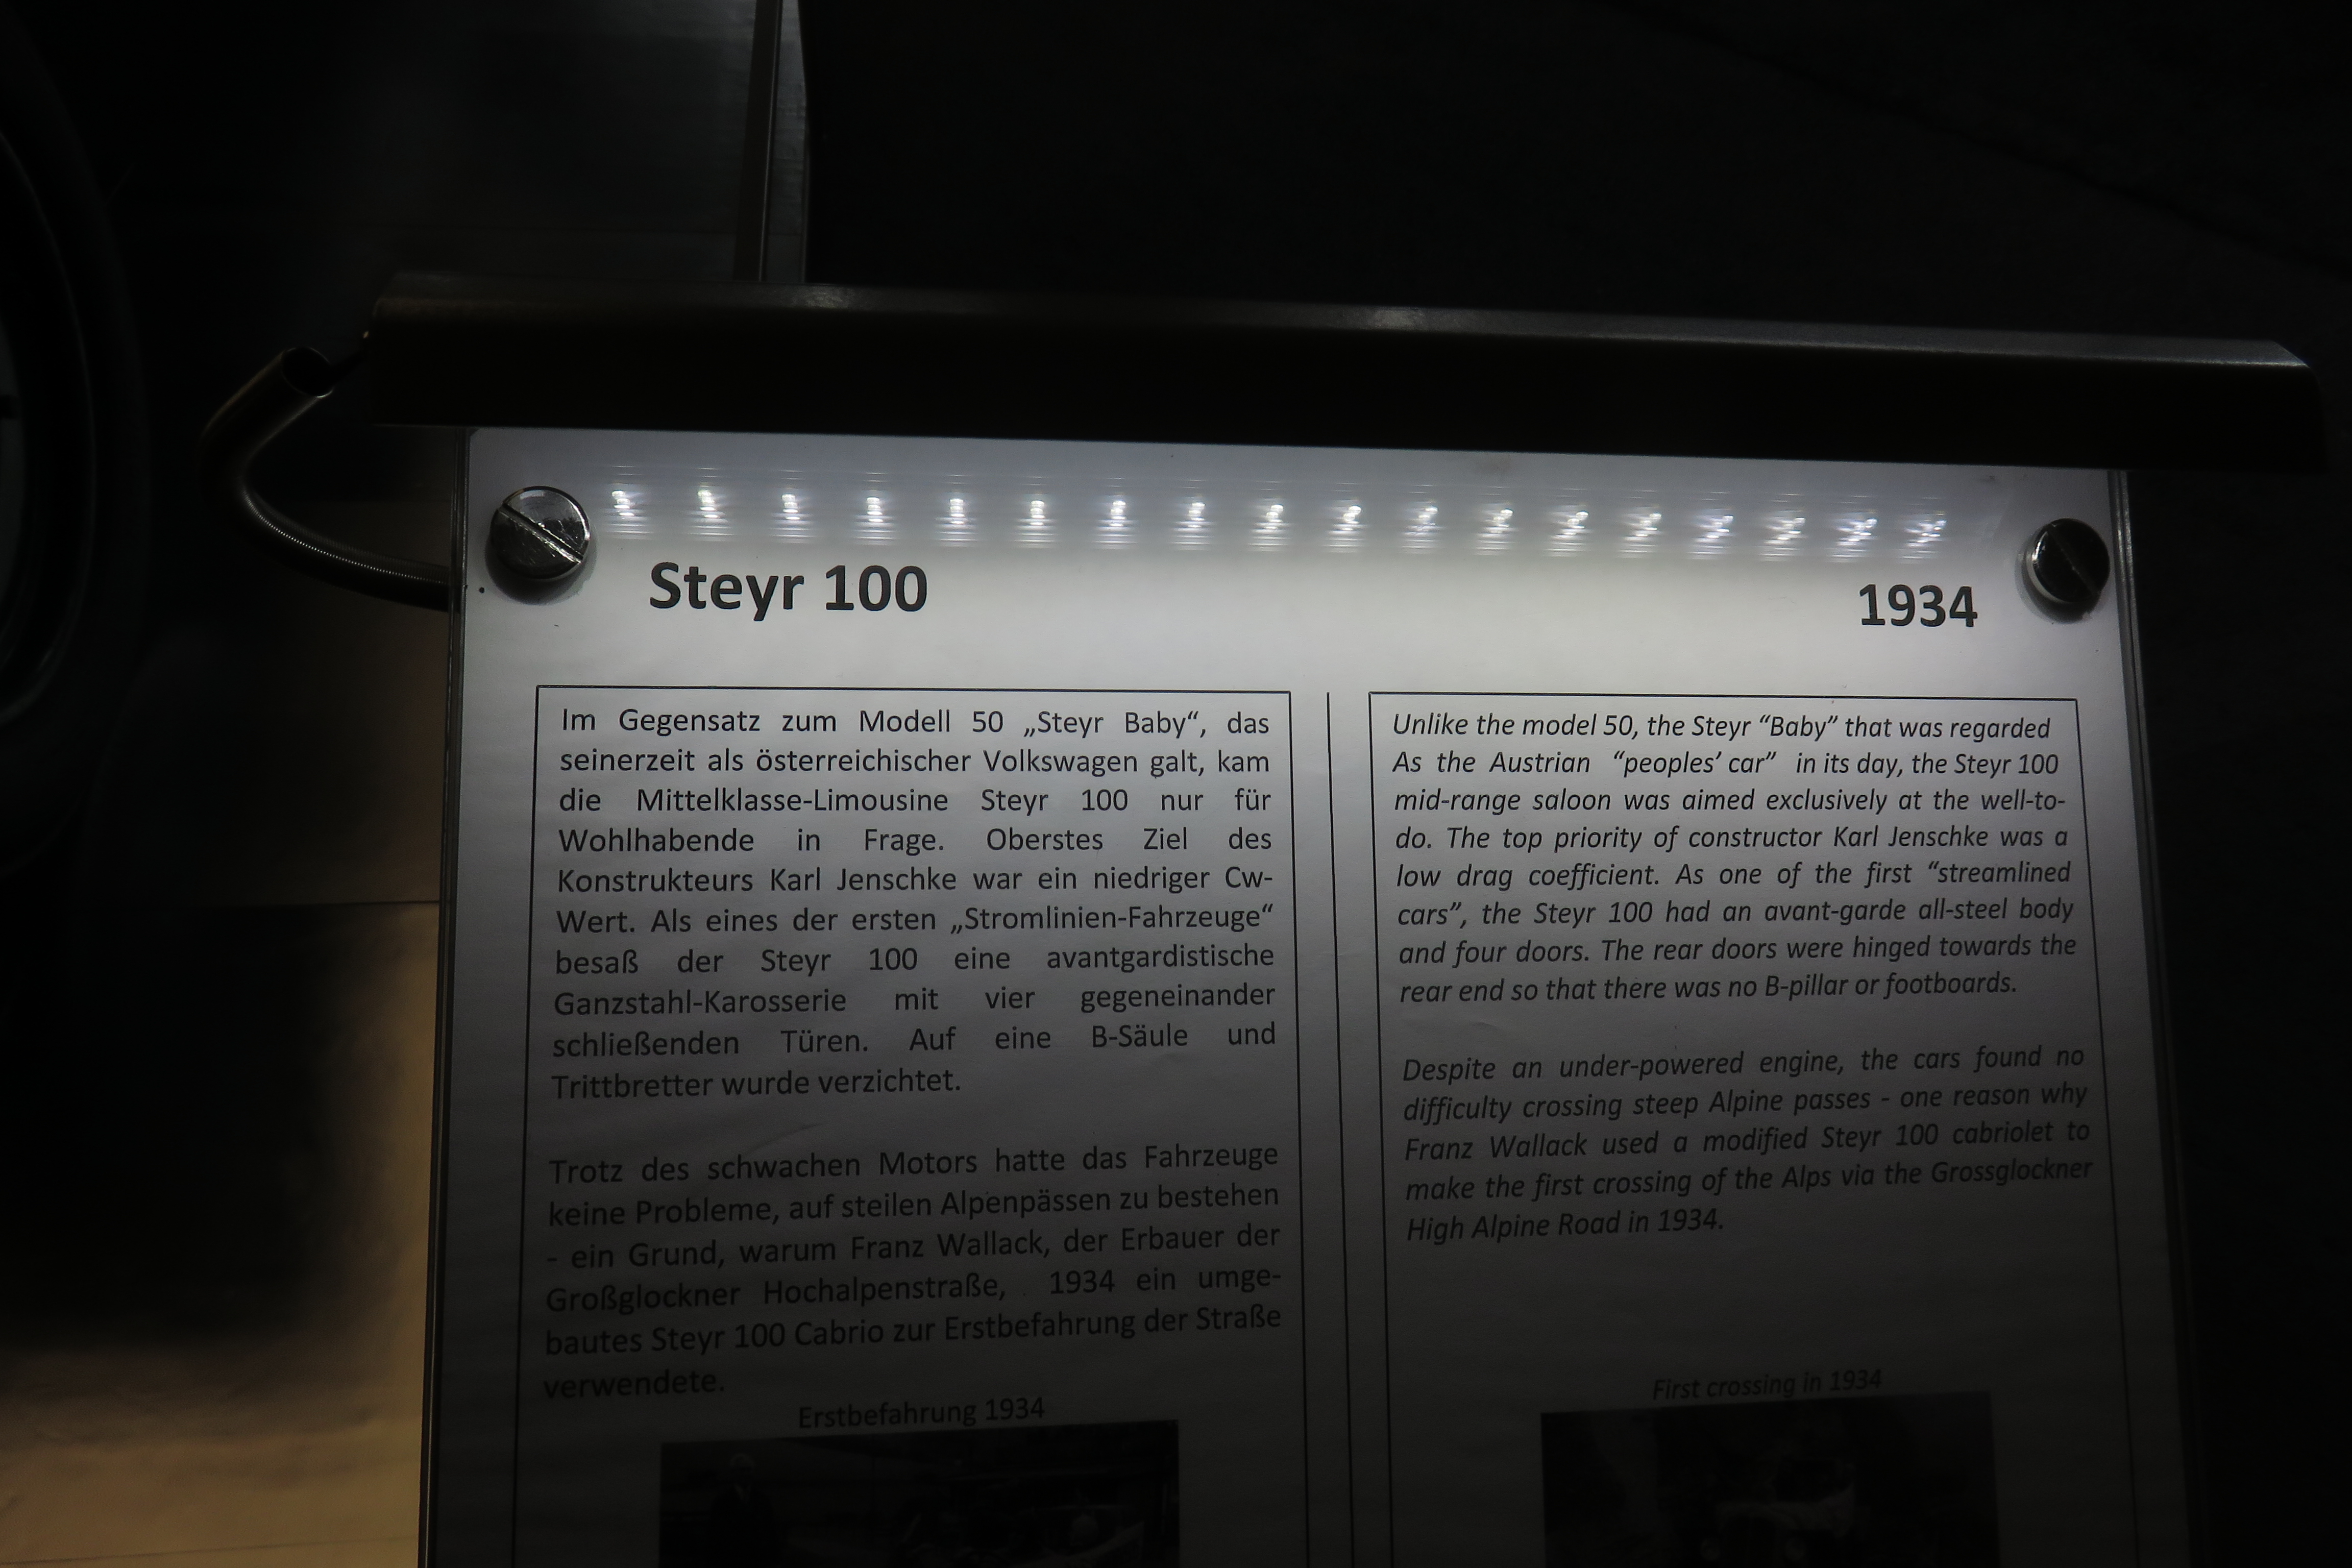 Steyr 100
1934
Im Gegensatz zum Modell 50 „Steyr Baby“, das
seinerzeit als österreichischer Volkswagen galt, kam
die Mittelklasse-Limousine Steyr 100 nur für
Wohlhabende in Frage. Oberstes Ziel des
Konstrukteurs Karl Jenschke war ein niedriger Cw-
Wert. Als eines der ersten „Stromlinien-Fahrzeuge“
besaß der Steyr 100 eine avantgardistische
Ganzstahl-Karosserie mit vier gegeneinander
schließenden Türen. Auf eine B-Säule und
Trittbretter wurde verzichtet.
Trotz des schwachen Motors hatte das Fahrzeuge
keine Probleme, auf steilen Alpenpässen zu bestehen
- ein Grund, warum Franz Wallack, der Erbauer der
Großglockner Hochalpenstraße, 1934 ein umge-
bautes Steyr 100 Cabrio zur Erstbefahrung der Straße
verwendete.
Erstbefahrung 1934
Unlike the model 50, the Steyr “Baby” that was regarded
As the Austrian “peoples’ car” in its day, the Steyr 100
mid-range saloon was aimed exclusively at the well-to-
do. The top priority of constructor Karl Jenschke was a
low drag coefficient. As one of the first “streamlined
cars”, the Steyr 100 had an avant-garde all-steel body
and four doors. The rear doors were hinged towards the
rear end so that there was no B-pillar or footboards.
Despite an under-powered engine, the cars found no
difficulty crossing steep Alpine passes - one reason why
Franz Wallack used a modified Steyr 100 cabriolet to
make the first crossing of the Alps via the Grossglockner
High Alpine Road in 1934.
First crossing in 1934